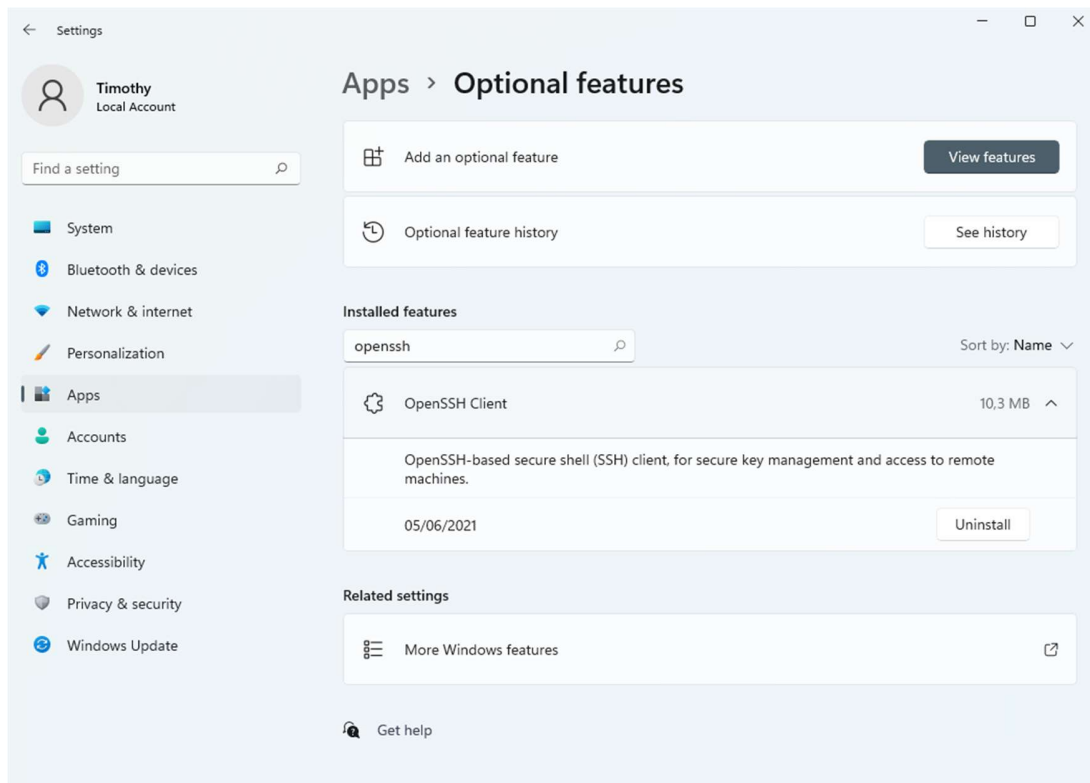 Settings
Timothy
Local Account
Find a setting
System
Bluetooth & devices
Network & internet
Personalization
Apps
Accounts
Time & language
Gaming
Accessibility
Privacy & security
Windows Update
Apps > Optional features
Add an optional feature
View features
Optional feature history
See history
Installed features
openssh
Sort by: Name
OpenSSH Client
10,3 MB
OpenSSH-based secure shell (SSH) client, for secure key management and access to remote
machines.
05/06/2021
Uninstall
Related settings
More Windows features
Get help